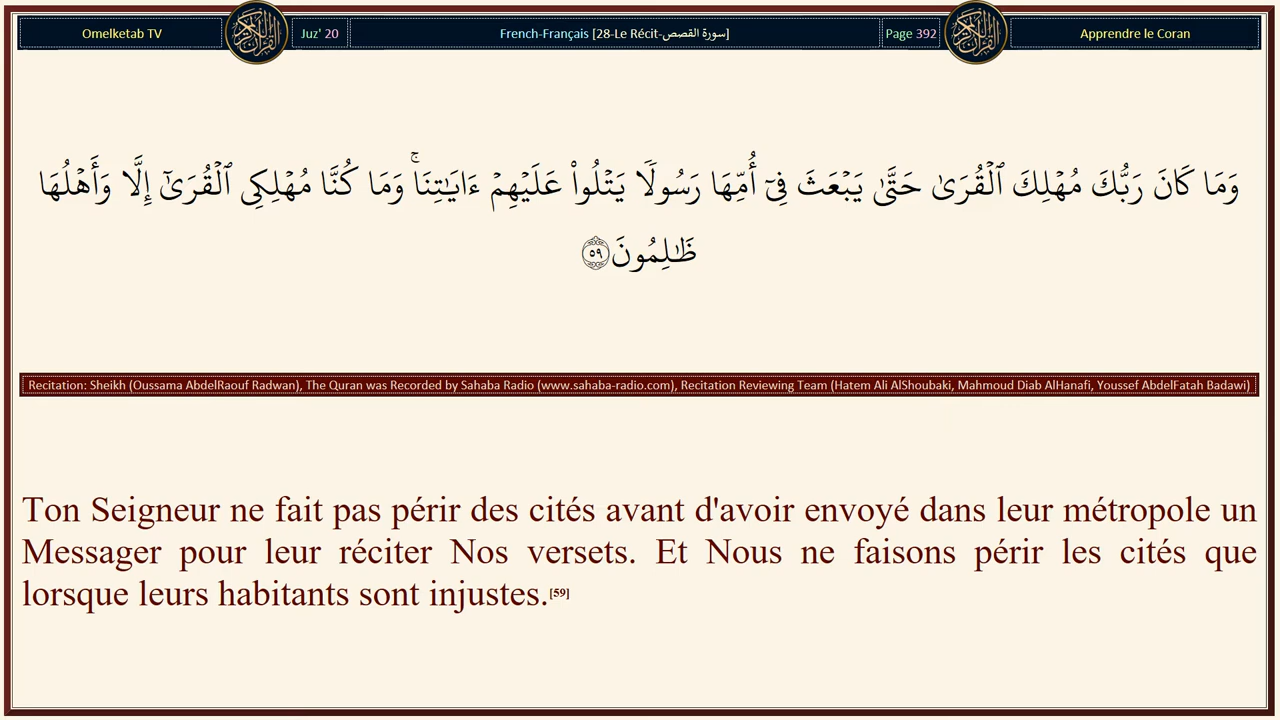 Omelketab TV
Juz' 20
French-Français [28-Le Récit-سورة القصص]
Page 392
Apprendre le Coran
وَمَا كَانَ رَبُّكَ مُهۡلِكَ ٱلۡقُرَىٰ حَتَّىٰ يَبۡعَثَ فِيٓ أُمِّهَا رَسُولٗا يَتۡلُواْ عَلَيۡهِمۡ ءَايَٰتِنَاۚ وَمَا كُنَّا مُهۡلِكِي ٱلۡقُرَىٰٓ إِلَّا وَأَهۡلُهَا
ظَٰلِمُونَ ٥٩
Recitation: Sheikh (Oussama AbdelRaouf Radwan), The Quran was Recorded by Sahaba Radio (www.sahaba-radio.com), Recitation Reviewing Team (Hatem Ali AlShoubaki, Mahmoud Diab AlHanafi, Youssef AbdelFatah Badawi)
Ton Seigneur ne fait pas périr des cités avant d'avoir envoyé dans leur métropole un
Messager pour leur réciter Nos versets. Et Nous ne faisons périr les cités que
lorsque leurs habitants sont injustes.[59]